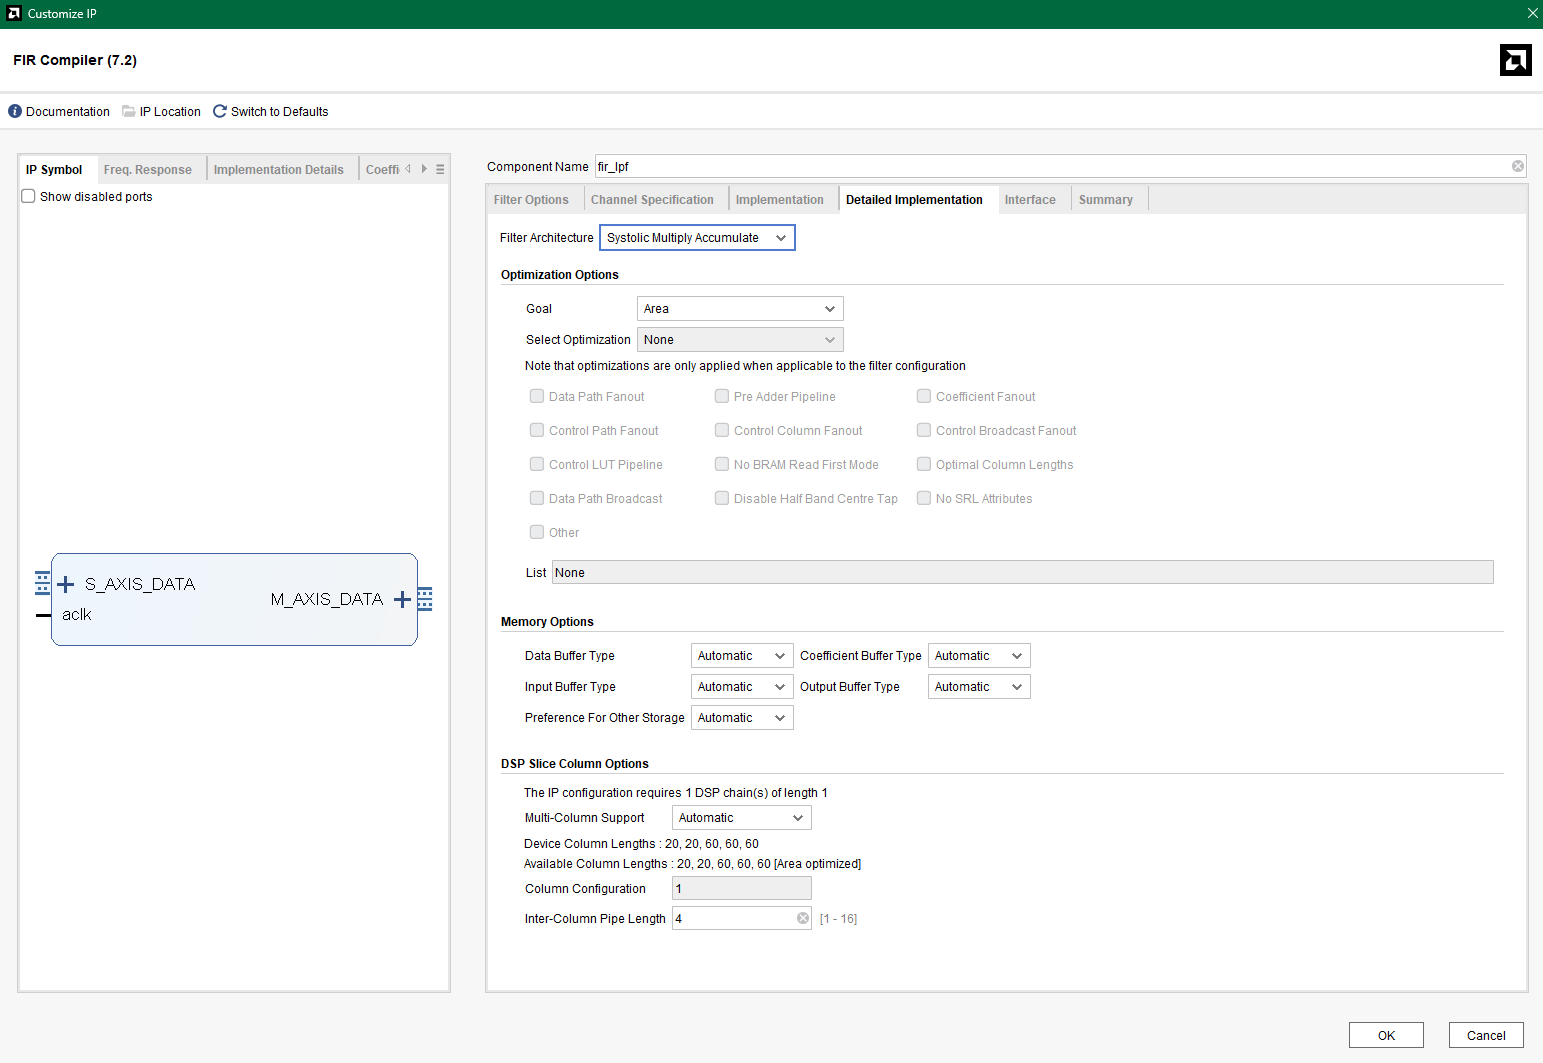 Customize IP
FIR Compiler (7.2)
Documentation IP Location Switch to Defaults
IP Symbol Freq. Response Implementation Details Coeffi
Show disabled ports
S_AXIS_DATA
aclk
M_AXIS_DATA
Component Name fir_lpf
Filter Options Channel Specification Implementation Detailed Implementation Interface Summary
Filter Architecture Systolic Multiply Accumulate
Optimization Options
Goal Area
Select Optimization None
Note that optimizations are only applied when applicable to the filter configuration
Data Path Fanout Pre Adder Pipeline Coefficient Fanout
Control Path Fanout Control Column Fanout Control Broadcast Fanout
Control LUT Pipeline No BRAM Read First Mode Optimal Column Lengths
Data Path Broadcast Disable Half Band Centre Tap No SRL Attributes
Other
List None
Memory Options
Data Buffer Type Automatic Coefficient Buffer Type Automatic
Input Buffer Type Automatic Output Buffer Type Automatic
Preference For Other Storage Automatic
DSP Slice Column Options
The IP configuration requires 1 DSP chain(s) of length 1
Multi-Column Support Automatic
Device Column Lengths : 20, 20, 60, 60, 60
Available Column Lengths : 20, 20, 60, 60, 60 [Area optimized]
Column Configuration 1
Inter-Column Pipe Length 4 [1 - 16]
OK Cancel